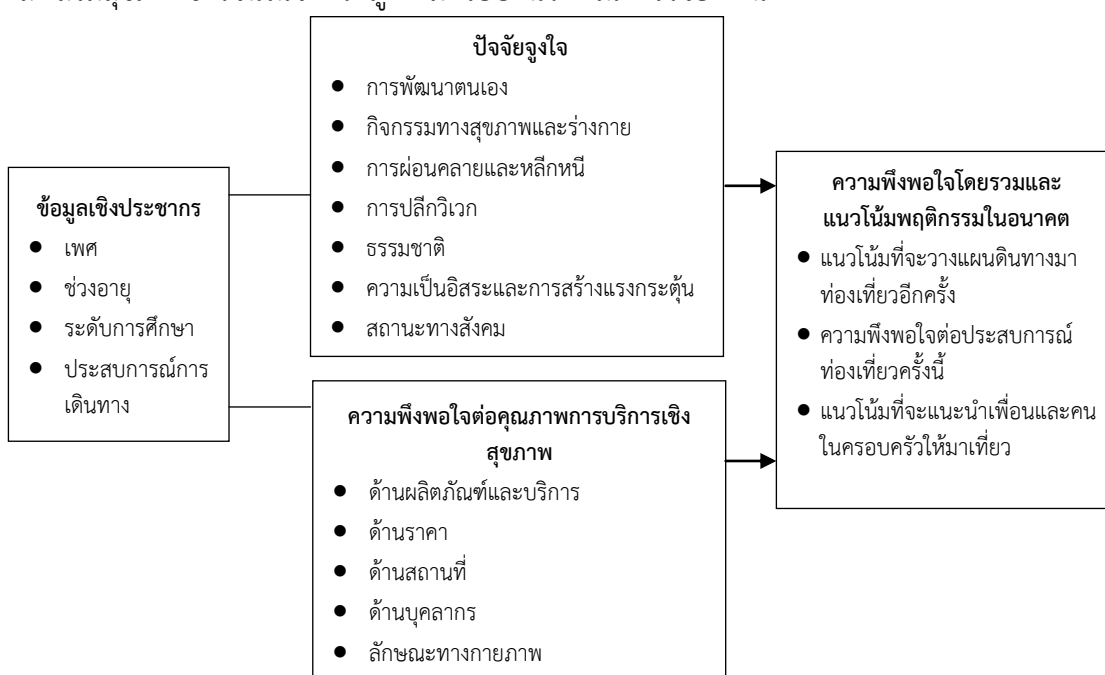 ปัจจัยจูงใจ
● การพัฒนาตนเอง
● กิจกรรมทางสุขภาพและร่างกาย
● การผ่อนคลายและหลีกหนี
● การปลีกวิเวก
● ธรรมชาติ
● ความเป็นอิสระและการสร้างแรงกระตุ้น
● สถานะทางสังคม
ข้อมูลเชิงประชากร
● เพศ
● ช่วงอายุ
● ระดับการศึกษา
● ประสบการณ์การ
เดินทาง
ความพึงพอใจต่อคุณภาพการบริการเชิง
สุขภาพ
● ด้านผลิตภัณฑ์และบริการ
● ด้านราคา
● ด้านสถานที่
● ด้านบุคลากร
● ลักษณะทางกายภาพ
ความพึงพอใจโดยรวมและ
แนวโน้มพฤติกรรมในอนาคต
● แนวโน้มที่จะวางแผนดินทางมา
ท่องเที่ยวอีกครั้ง
● ความพึงพอใจต่อประสบการณ์
ท่องเที่ยวครั้งนี้
● แนวโน้มที่จะแนะนำเพื่อนและคน
ในครอบครัวให้มาเที่ยว